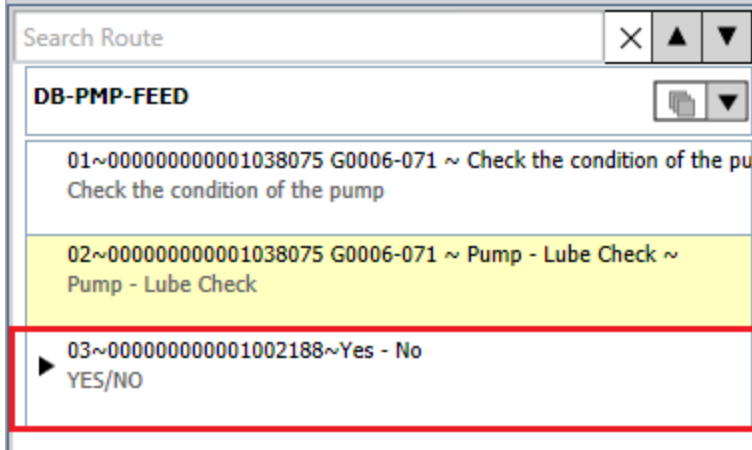 Search Route
DB-PMP-FEED
01~000000000001038075 G0006-071 ~ Check the condition of the pu
Check the condition of the pump
02~000000000001038075 G0006-071 ~ Pump - Lube Check ~
Pump - Lube Check
03~000000000001002188~Yes - No
YES/NO